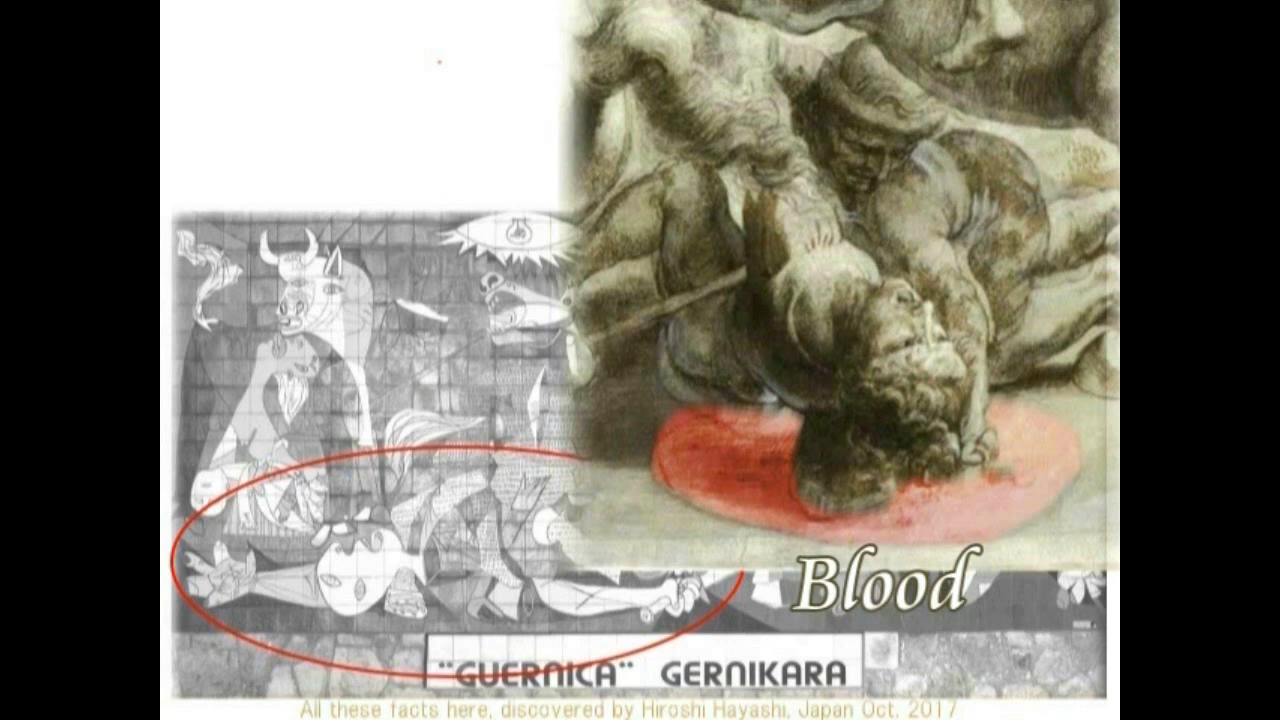 Blood
"GUERNICA" GERNIKARA
All these facts here, discovered by Hiroshi Hayashi, Japan Oct. 2017